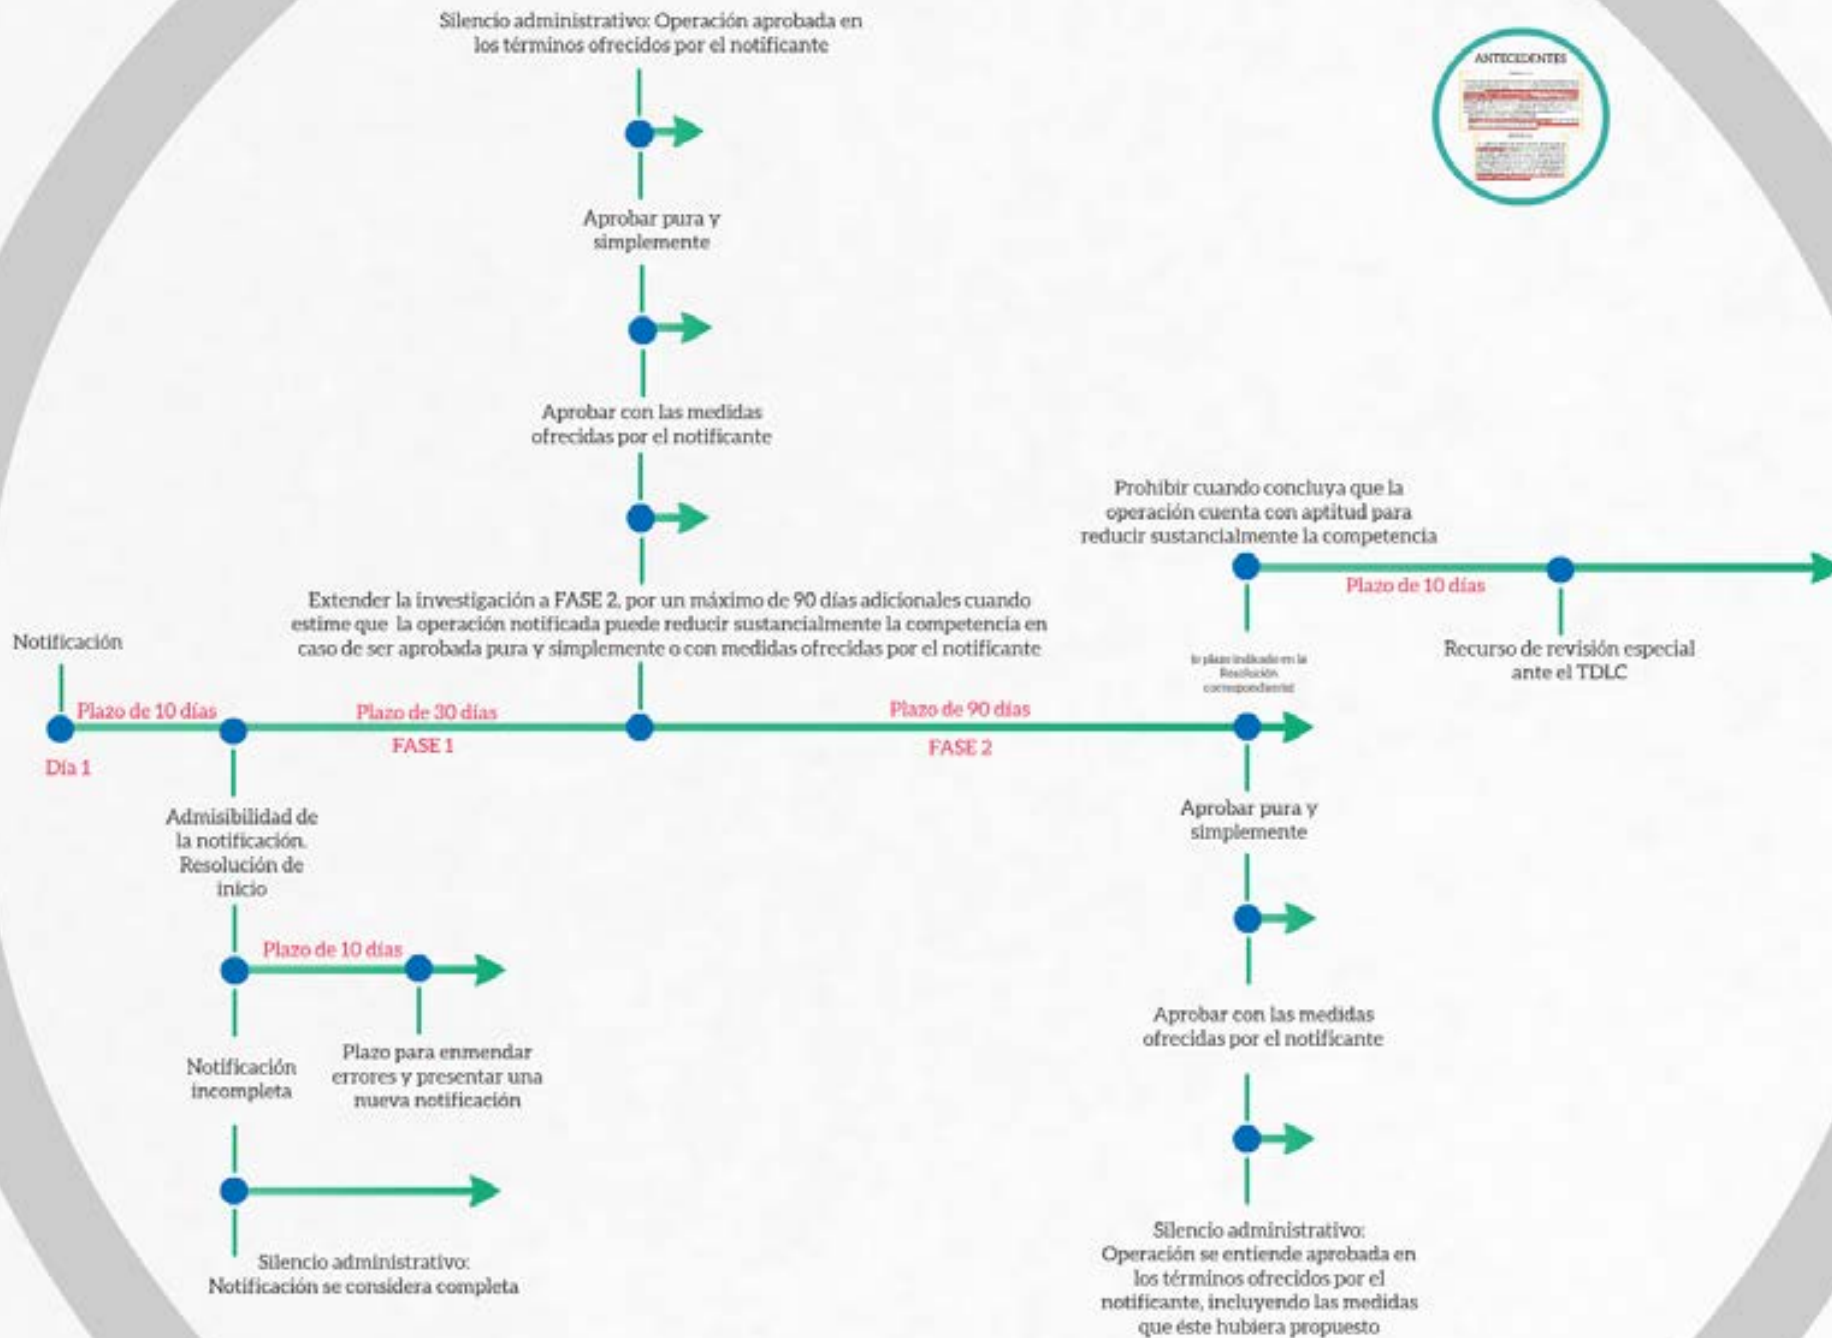 Silencio administrativo: Operación aprobada en
los términos ofrecidos por el notificante
ANTECEDENTES
Aprobar pura y
simplemente
Aprobar con las medidas
ofrecidas por el notificante
Prohibir cuando concluya que la
operación cuenta con aptitud para
reducir sustancialmente la competencia
Plazo de 10 días
Extender la investigación a FASE 2, por un máximo de 90 días adicionales cuando
estime que la operación notificada puede reducir sustancialmente la competencia en
caso de ser aprobada pura y simplemente o con medidas ofrecidas por el notificante
Notificación
Recurso de revisión especial
ante el TDLC
plazo indicado en la
Resolución
correspondiente
Plazo de 10 días
Plazo de 30 días
Plazo de 90 días
FASE 1
FASE 2
Día 1
Admisibilidad de
la notificación.
Resolución de
inicio
Aprobar pura y
simplemente
Plazo de 10 días
Notificación
incompleta
Plazo para enmendar
errores y presentar una
nueva notificación
Aprobar con las medidas
ofrecidas por el notificante
Silencio administrativo:
Notificación se considera completa
Silencio administrativo:
Operación se entiende aprobada en
los términos ofrecidos por el
notificante, incluyendo las medidas
que éste hubiera propuesto